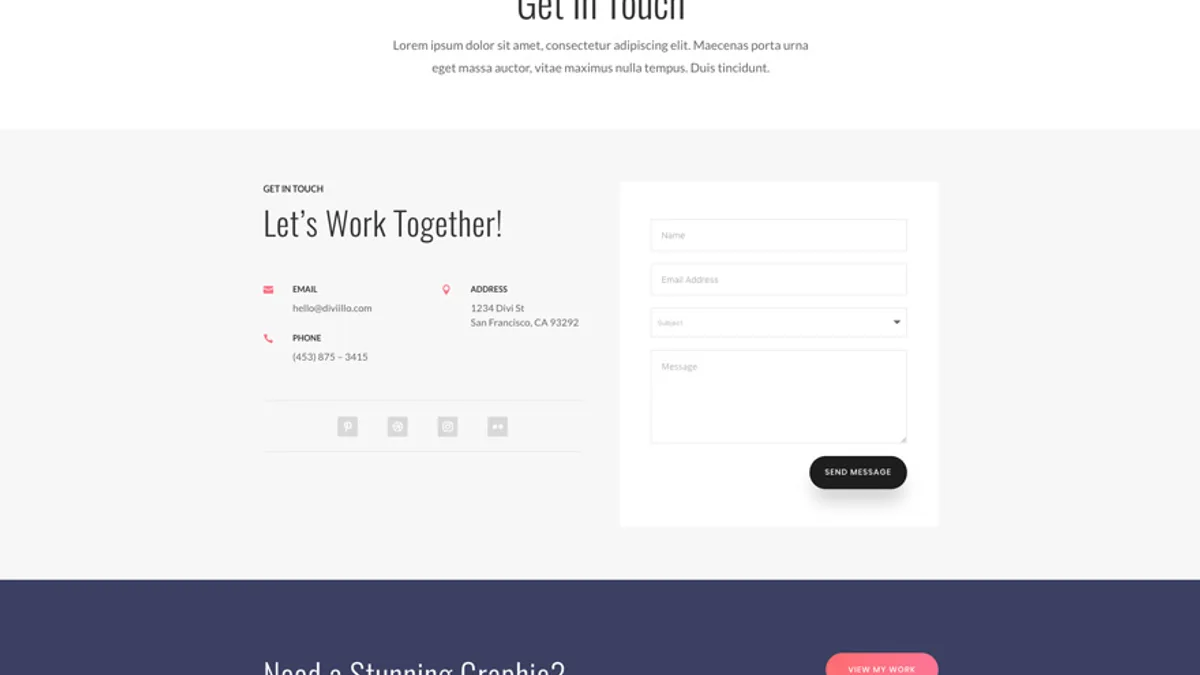 Get In Touch
Lorem ipsum dolor sit amet, consectetur adipiscing elit. Maecenas porta urna
eget massa auctor, vitae maximus nulla tempus. Duis tincidunt.
GET IN TOUCH
Let's Work Together!
EMAIL
hello@diviillo.com
PHONE
(453) 875 – 3415
ADDRESS
1234 Divi St
San Francisco, CA 93292
Name
Email Address
Subject
Message
SEND MESSAGE
Need a Stunning Graphic?
VIEW MY WORK